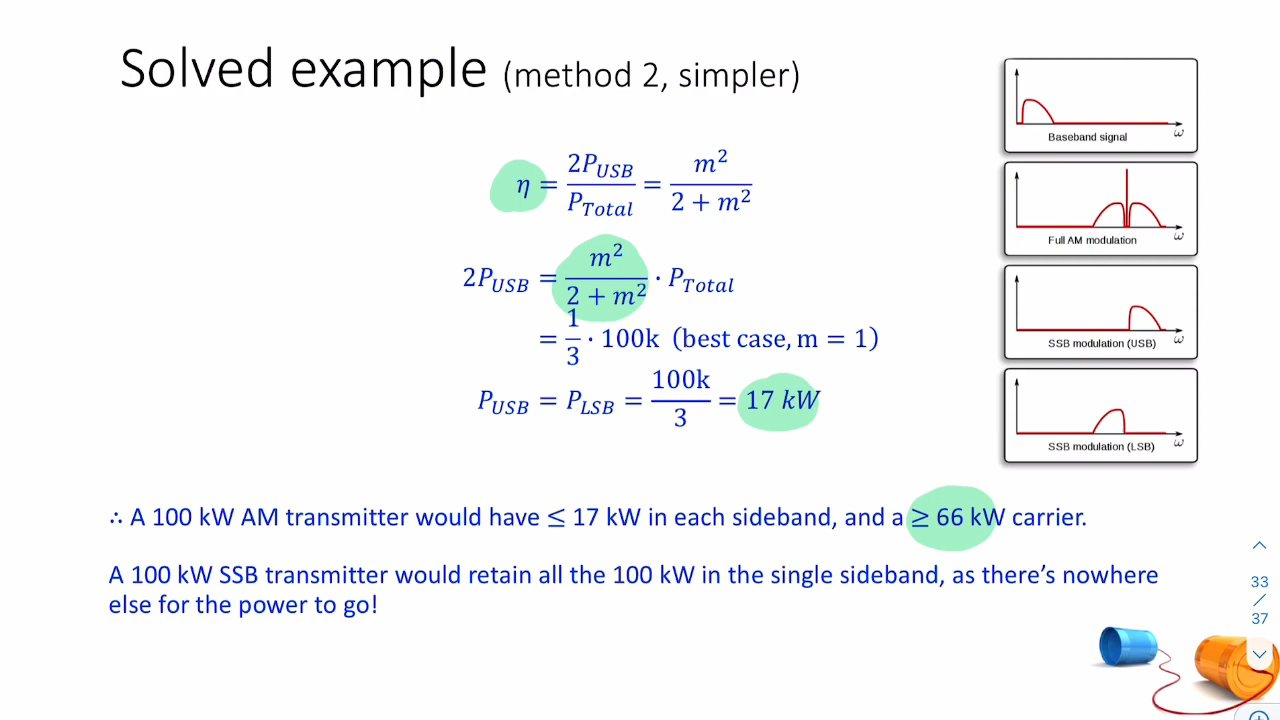 Solved example (method 2, simpler)
η = 2P_USB / P_Total = m² / (2 + m²)
2P_USB = m² / (2 + m²) · P_Total
= 1/3 · 100k (best case, m = 1)
P_USB = P_LSB = 100k / 3 = 17 kW
∴ A 100 kW AM transmitter would have ≤ 17 kW in each sideband, and a ≥ 66 kW carrier.
A 100 kW SSB transmitter would retain all the 100 kW in the single sideband, as there’s nowhere
else for the power to go!
ω
Baseband signal
ω
Full AM modulation
ω
SSB modulation (USB)
ω
SSB modulation (LSB)
33
/
37